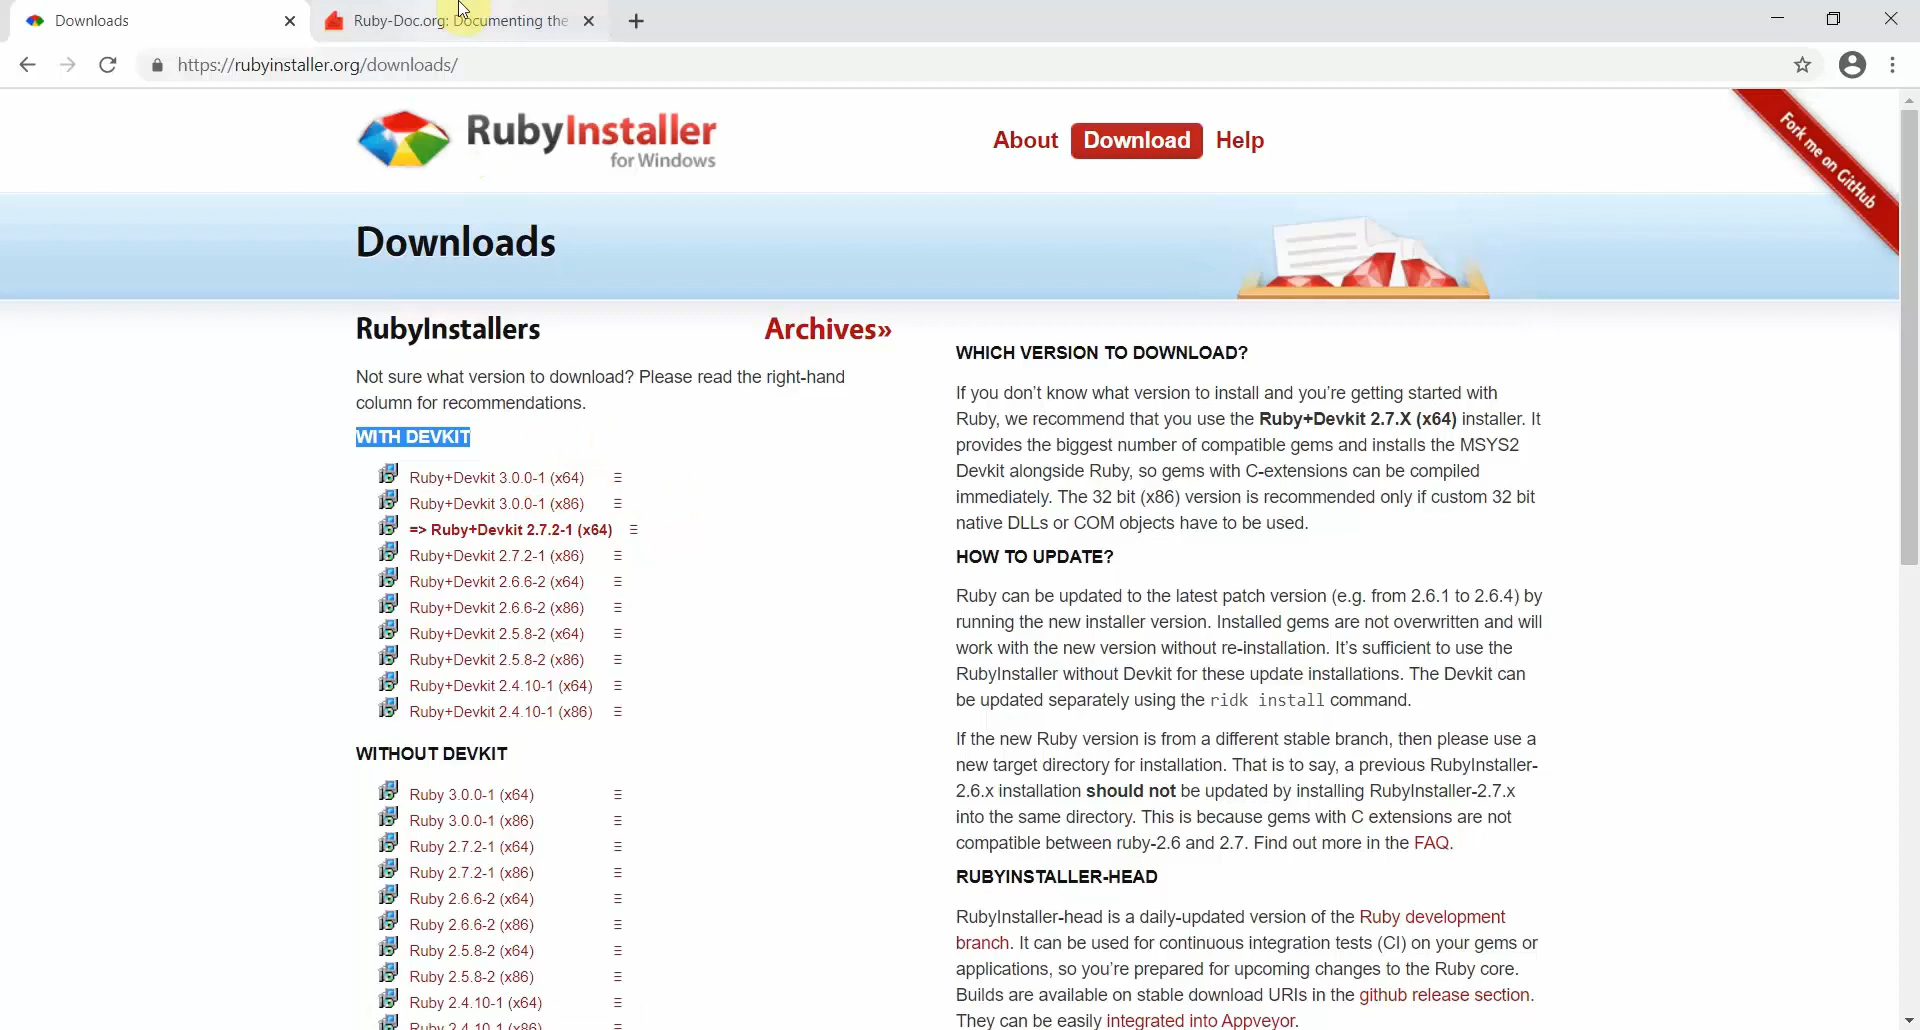 Downloads
Ruby-Doc.org: Documenting the
https://rubyinstaller.org/downloads/
RubyInstaller
for Windows
About Download Help
Fork me on GitHub
Downloads
RubyInstallers
Archives»
Not sure what version to download? Please read the right-hand
column for recommendations.
WITH DEVKIT
Ruby+Devkit 3.0.0-1 (x64)
Ruby+Devkit 3.0.0-1 (x86)
=> Ruby+Devkit 2.7.2-1 (x64)
Ruby+Devkit 2.7.2-1 (x86)
Ruby+Devkit 2.6.6-2 (x64)
Ruby+Devkit 2.6.6-2 (x86)
Ruby+Devkit 2.5.8-2 (x64)
Ruby+Devkit 2.5.8-2 (x86)
Ruby+Devkit 2.4.10-1 (x64)
Ruby+Devkit 2.4.10-1 (x86)
WITHOUT DEVKIT
Ruby 3.0.0-1 (x64)
Ruby 3.0.0-1 (x86)
Ruby 2.7.2-1 (x64)
Ruby 2.7.2-1 (x86)
Ruby 2.6.6-2 (x64)
Ruby 2.6.6-2 (x86)
Ruby 2.5.8-2 (x64)
Ruby 2.5.8-2 (x86)
Ruby 2.4.10-1 (x64)
Ruby 2.4.10-1 (x86)
WHICH VERSION TO DOWNLOAD?
If you don't know what version to install and you're getting started with
Ruby, we recommend that you use the Ruby+Devkit 2.7.X (x64) installer. It
provides the biggest number of compatible gems and installs the MSYS2
Devkit alongside Ruby, so gems with C-extensions can be compiled
immediately. The 32 bit (x86) version is recommended only if custom 32 bit
native DLLs or COM objects have to be used.
HOW TO UPDATE?
Ruby can be updated to the latest patch version (e.g. from 2.6.1 to 2.6.4) by
running the new installer version. Installed gems are not overwritten and will
work with the new version without re-installation. It's sufficient to use the
RubyInstaller without Devkit for these update installations. The Devkit can
be updated separately using the ridk install command.
If the new Ruby version is from a different stable branch, then please use a
new target directory for installation. That is to say, a previous RubyInstaller-
2.6.x installation should not be updated by installing RubyInstaller-2.7.x
into the same directory. This is because gems with C extensions are not
compatible between ruby-2.6 and 2.7. Find out more in the FAQ.
RUBYINSTALLER-HEAD
RubyInstaller-head is a daily-updated version of the Ruby development
branch. It can be used for continuous integration tests (CI) on your gems or
applications, so you're prepared for upcoming changes to the Ruby core.
Builds are available on stable download URIs in the github release section.
They can be easily integrated into Appveyor.